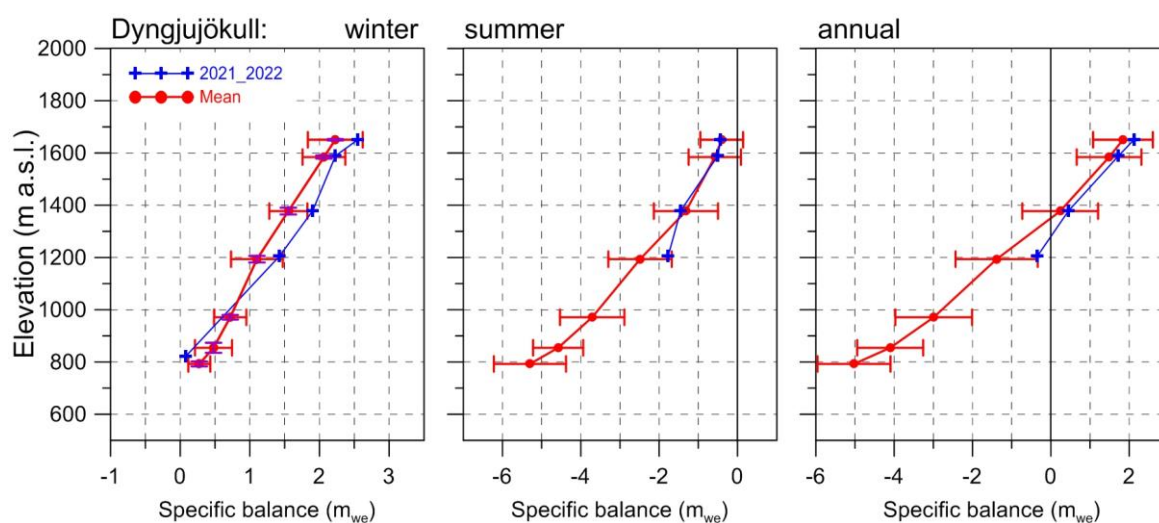 Dyngjujökull: winter summer annual
2021_2022
Mean
Elevation (m a.s.l.)
2000
1800
1600
1400
1200
1000
800
600
-1 0 1 2 3 -6 -4 -2 0 -6 -4 -2 0 2
Specific balance (mwe) Specific balance (mwe) Specific balance (mwe)